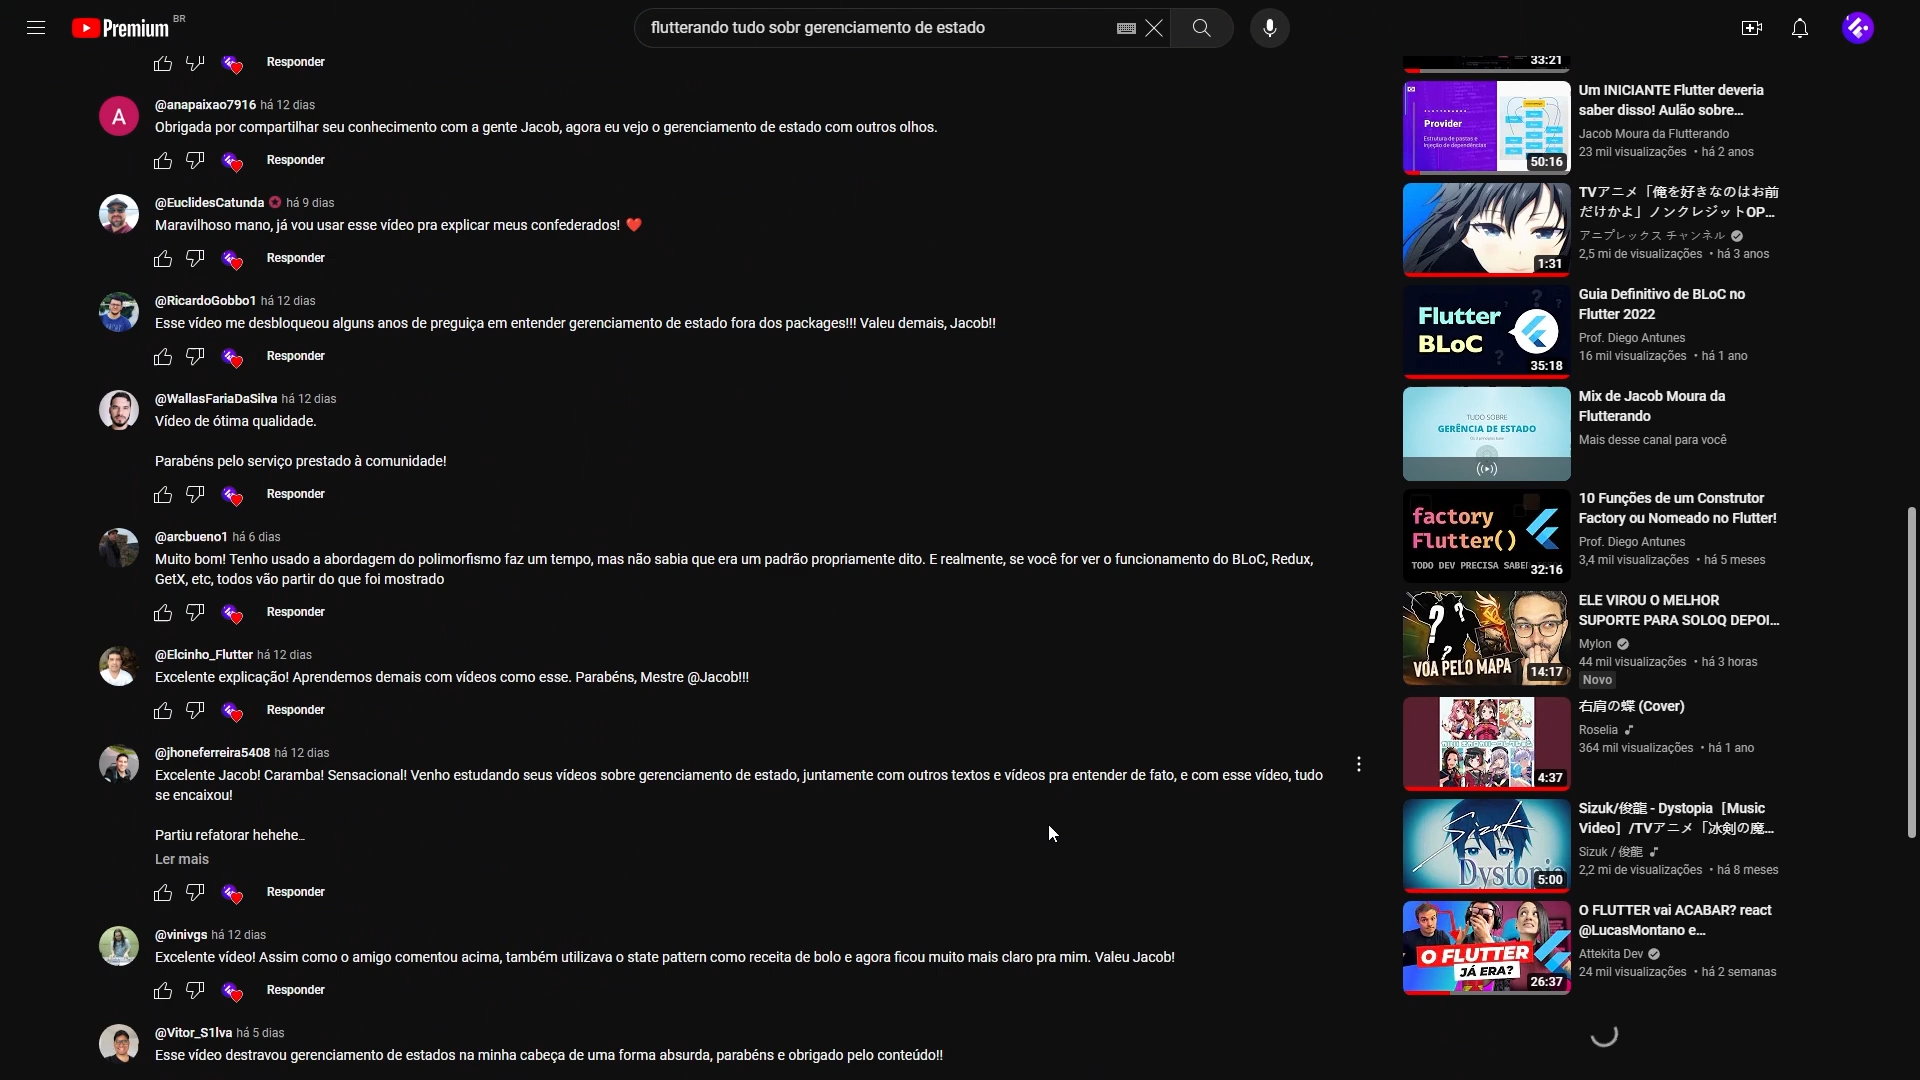 Premium BR
flutterando tudo sobr gerenciamento de estado
Responder
@anapaixao7916 há 12 dias
Obrigada por compartilhar seu conhecimento com a gente Jacob, agora eu vejo o gerenciamento de estado com outros olhos.
Responder
@EuclidesCatunda há 9 dias
Maravilhoso mano, já vou usar esse vídeo pra explicar meus confederados! ❤️
Responder
@RicardoGobbo1 há 12 dias
Esse vídeo me desbloqueou alguns anos de preguiça em entender gerenciamento de estado fora dos packages!!! Valeu demais, Jacob!!
Responder
@WallasFariaDaSilva há 12 dias
Vídeo de ótima qualidade.
Parabéns pelo serviço prestado à comunidade!
Responder
@arcbueno1 há 6 dias
Muito bom! Tenho usado a abordagem do polimorfismo faz um tempo, mas não sabia que era um padrão propriamente dito. E realmente, se você for ver o funcionamento do BLoC, Redux,
GetX, etc, todos vão partir do que foi mostrado
Responder
@Elcinho_Flutter há 12 dias
Excelente explicação! Aprendemos demais com vídeos como esse. Parabéns, Mestre @Jacob!!!
Responder
@jhoneferreira5408 há 12 dias
Excelente Jacob! Caramba! Sensacional! Venho estudando seus vídeos sobre gerenciamento de estado, juntamente com outros textos e vídeos pra entender de fato, e com esse vídeo, tudo
se encaixou!
Partiu refatorar hehehe…
Ler mais
Responder
@vinivgs há 12 dias
Excelente vídeo! Assim como o amigo comentou acima, também utilizava o state pattern como receita de bolo e agora ficou muito mais claro pra mim. Valeu Jacob!
Responder
@Vitor_S1lva há 5 dias
Esse vídeo destravou gerenciamento de estados na minha cabeça de uma forma absurda, parabéns e obrigado pelo conteúdo!!
33:21
Provider
Estrutura de pastas e
Injeção de dependências
50:16
Um INICIANTE Flutter deveria
saber disso! Aulão sobre...
Jacob Moura da Flutterando
23 mil visualizações • há 2 anos
1:31
TVアニメ「俺を好きなのはお前
だけかよ」ノンクレジットOP...
アニプレックス チャンネル
2,5 mi de visualizações • há 3 anos
Flutter
BLoC
35:18
Guia Definitivo de BLoC no
Flutter 2022
Prof. Diego Antunes
16 mil visualizações • há 1 ano
TUDO SOBRE
GERÊNCIA DE ESTADO
Mix de Jacob Moura da
Flutterando
Mais desse canal para você
factory
Flutter()
TODO DEV PRECISA SABE
32:16
10 Funções de um Construtor
Factory ou Nomeado no Flutter!
Prof. Diego Antunes
3,4 mil visualizações • há 5 meses
VOA PELO MAPA
14:17
ELE VIROU O MELHOR
SUPORTE PARA SOLOQ DEPOI...
Mylon
44 mil visualizações • há 3 horas
Novo
4:37
右肩の蝶 (Cover)
Roselia
364 mil visualizações • há 1 ano
Sizuk
Dystopia
5:00
Sizuk/俊龍 - Dystopia［Music
Video］/TVアニメ「冰剣の魔...
Sizuk / 俊龍
2,2 mi de visualizações • há 8 meses
O FLUTTER
JÁ ERA?
26:37
O FLUTTER vai ACABAR? react
@LucasMontano e...
Attekita Dev
24 mil visualizações • há 2 semanas